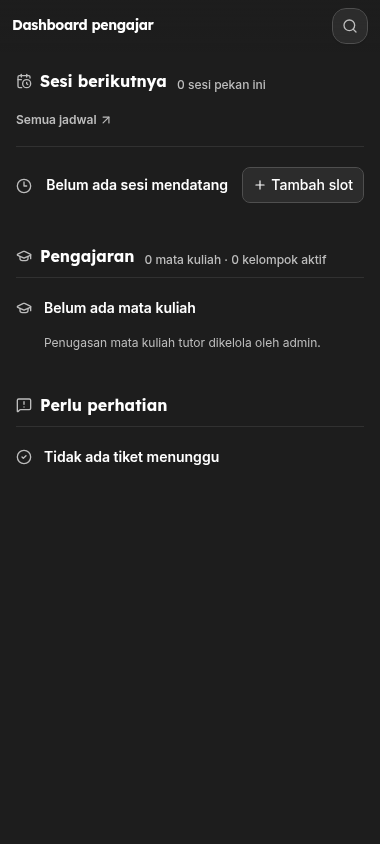 Dashboard pengajar
Sesi berikutnya 0 sesi pekan ini
Semua jadwal
Belum ada sesi mendatang
Tambah slot
Pengajaran 0 mata kuliah · 0 kelompok aktif
Belum ada mata kuliah
Penugasan mata kuliah tutor dikelola oleh admin.
Perlu perhatian
Tidak ada tiket menunggu